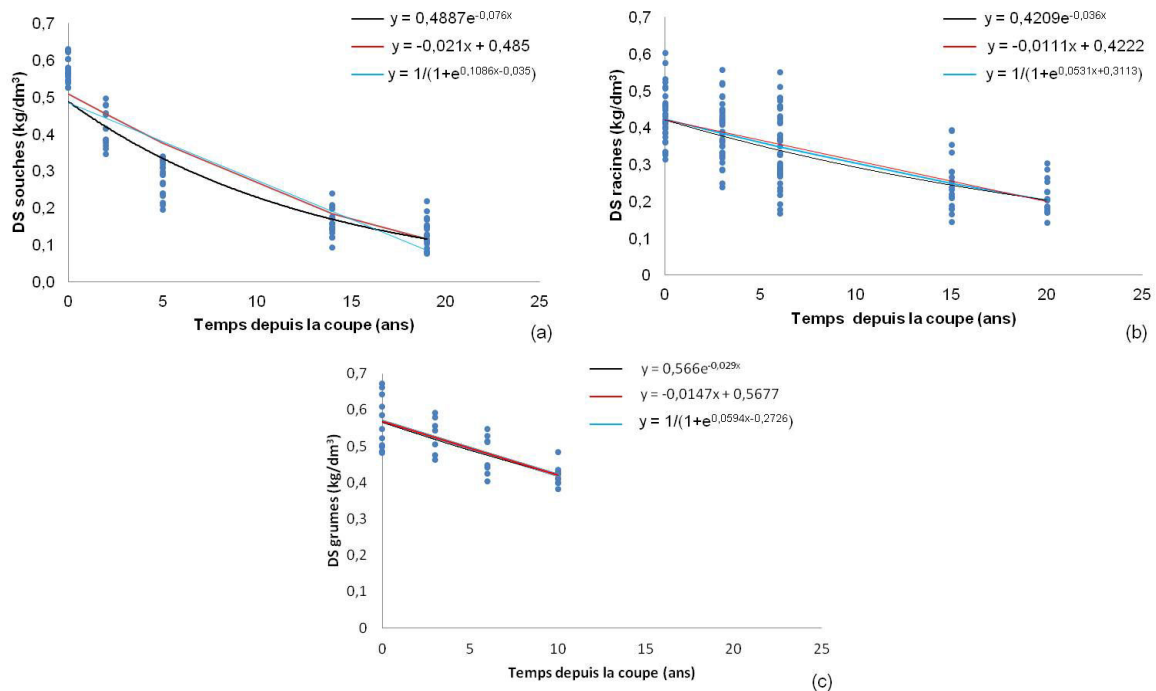 DS souches (kg/dm³)
0,7
0,6
0,5
0,4
0,3
0,2
0,1
0,0
0 5 10 15 20 25
Temps depuis la coupe (ans)
(a)
y = 0,4887e^-0,076x
y = -0,021x + 0,485
y = 1/(1+e^0,1086x-0,035)
DS racines (kg/dm³)
0,7
0,6
0,5
0,4
0,3
0,2
0,1
0
0 5 10 15 20 25
Temps depuis la coupe (ans)
(b)
y = 0,4209e^-0,036x
y = -0,0111x + 0,4222
y = 1/(1+e^0,0531x+0,3113)
DS grumes (kg/dm³)
0,7
0,6
0,5
0,4
0,3
0,2
0,1
0
0 5 10 15 20 25
Temps depuis la coupe (ans)
(c)
y = 0,566e^-0,029x
y = -0,0147x + 0,5677
y = 1/(1+e^0,0594x-0,2726)